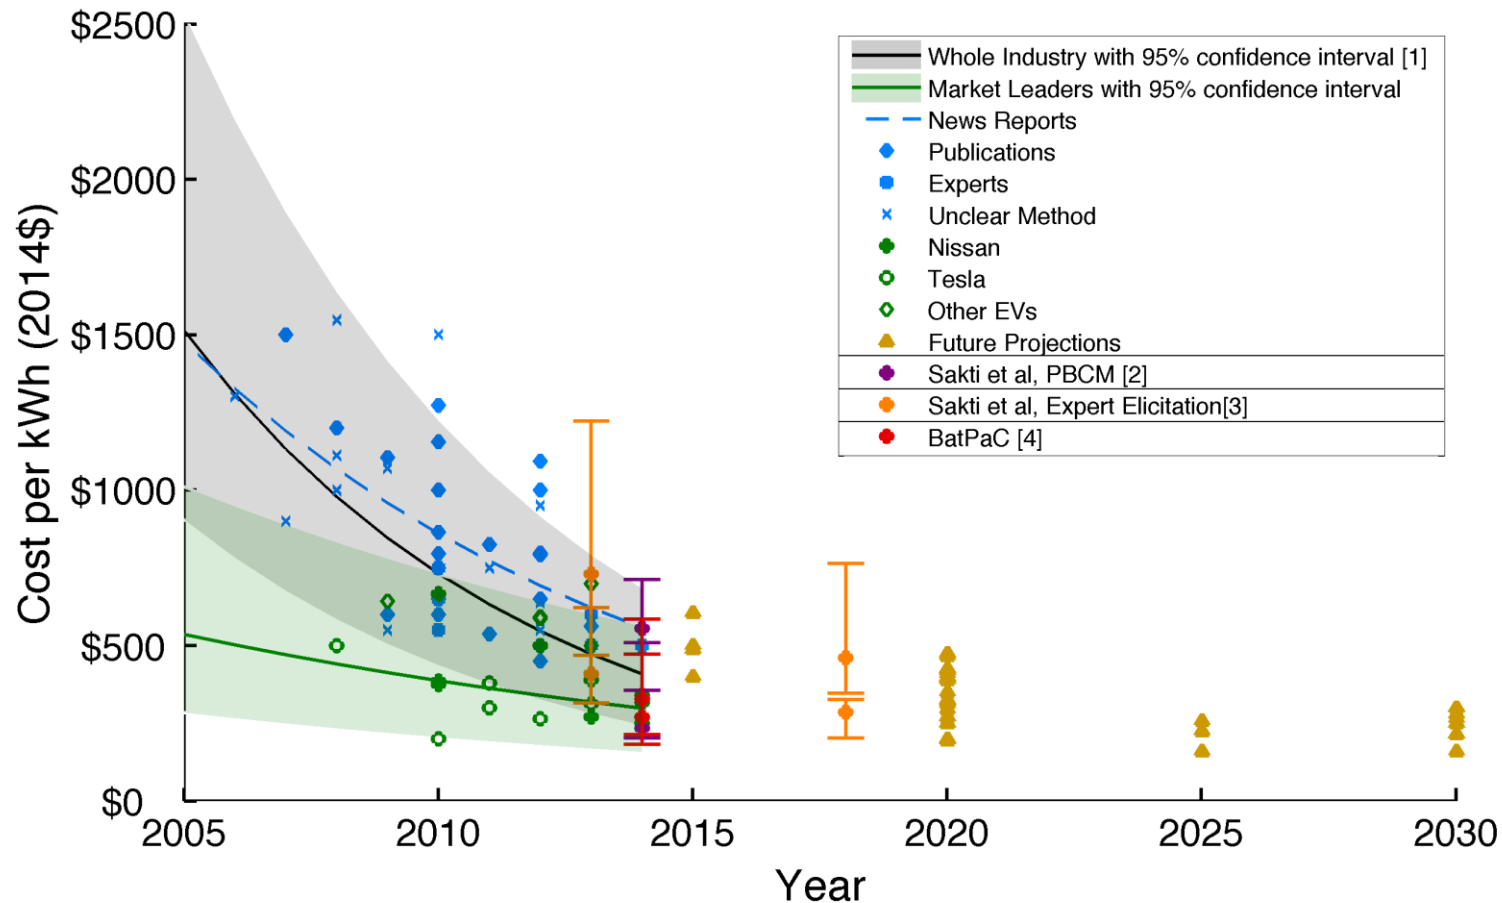 $2500
$2000
$1500
$1000
$500
$0
Cost per kWh (2014$)
Whole Industry with 95% confidence interval [1]
Market Leaders with 95% confidence interval
News Reports
Publications
Experts
Unclear Method
Nissan
Tesla
Other EVs
Future Projections
Sakti et al, PBCM [2]
Sakti et al, Expert Elicitation[3]
BatPaC [4]
2005 2010 2015 2020 2025 2030
Year